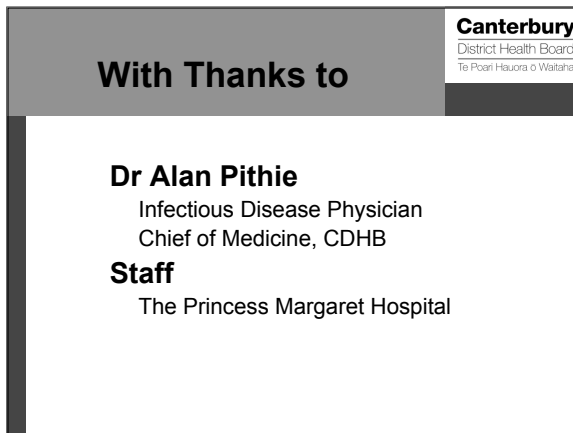 With Thanks to
Canterbury
District Health Board
Te Poari Hauora ō Waitaha
Dr Alan Pithie
Infectious Disease Physician
Chief of Medicine, CDHB
Staff
The Princess Margaret Hospital